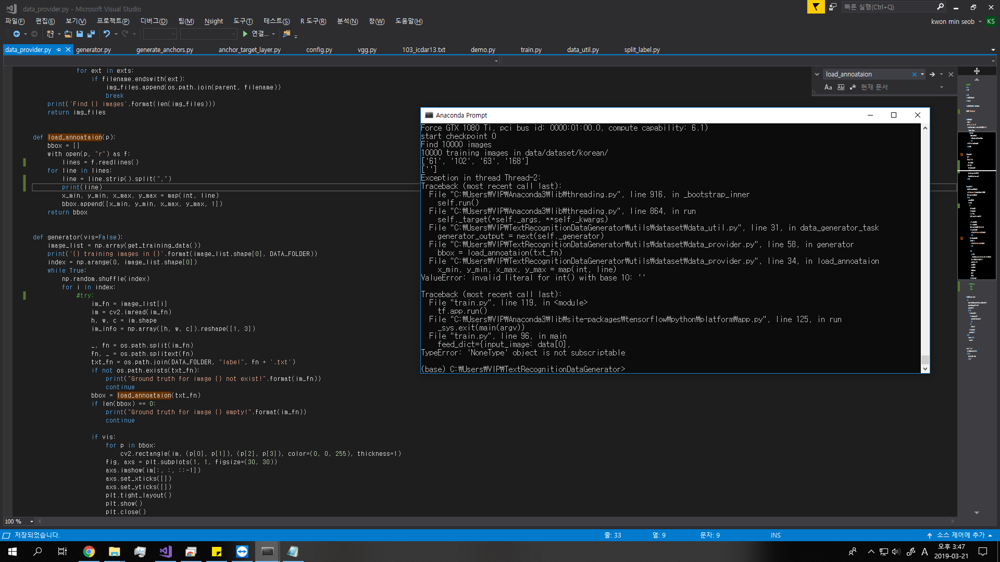 data_provider.py - Microsoft Visual Studio
빠른 실행(Ctrl+Q)
파일(F) 편집(E) 보기(V) 프로젝트(P) 디버그(D) 팀(M) Nsight 도구(T) 테스트(S) R 도구(R) 분석(N) 창(W) 도움말(H)
kwon min seob KS
연결...
data_provider.py generator.py generate_anchors.py anchor_target_layer.py config.py vgg.py 103_icdar13.txt demo.py train.py data_util.py split_label.py
load_annoataion
Aa Ab 현재 문서
for ext in exts:
if filename.endswith(ext):
img_files.append(os.path.join(parent, filename))
break
print('Find {} images'.format(len(img_files)))
return img_files
def load_annoataion(p):
bbox = []
with open(p, "r") as f:
lines = f.readlines()
for line in lines:
line = line.strip().split(",")
print(line)
x_min, y_min, x_max, y_max = map(int, line)
bbox.append([x_min, y_min, x_max, y_max, 1])
return bbox
def generator(vis=False):
image_list = np.array(get_training_data())
print('{} training images in {}'.format(image_list.shape[0], DATA_FOLDER))
index = np.arange(0, image_list.shape[0])
while True:
np.random.shuffle(index)
for i in index:
#try:
im_fn = image_list[i]
im = cv2.imread(im_fn)
h, w, c = im.shape
im_info = np.array([h, w, c]).reshape([1, 3])
_, fn = os.path.split(im_fn)
fn, _ = os.path.splitext(fn)
txt_fn = os.path.join(DATA_FOLDER, "label", fn + '.txt')
if not os.path.exists(txt_fn):
print("Ground truth for image {} not exist!".format(im_fn))
continue
bbox = load_annoataion(txt_fn)
if len(bbox) == 0:
print("Ground truth for image {} empty!".format(im_fn))
continue
if vis:
for p in bbox:
cv2.rectangle(im, (p[0], p[1]), (p[2], p[3]), color=(0, 0, 255), thickness=1)
fig, axs = plt.subplots(1, 1, figsize=(30, 30))
axs.imshow(im[:, :, ::-1])
axs.set_xticks([])
axs.set_yticks([])
plt.tight_layout()
plt.show()
plt.close()
Anaconda Prompt
Force GTX 1080 Ti, pci bus id: 0000:01:00.0, compute capability: 6.1)
start checkpoint 0
Find 10000 images
10000 training images in data/dataset/korean/
['61', '102', '63', '168']
['']
Exception in thread Thread-2:
Traceback (most recent call last):
File "C:₩Users₩VIP₩Anaconda3₩lib₩threading.py", line 916, in _bootstrap_inner
self.run()
File "C:₩Users₩VIP₩Anaconda3₩lib₩threading.py", line 864, in run
self._target(*self._args, **self._kwargs)
File "C:₩Users₩VIP₩TextRecognitionDataGenerator₩utils₩dataset₩data_util.py", line 31, in data_generator_task
generator_output = next(self._generator)
File "C:₩Users₩VIP₩TextRecognitionDataGenerator₩utils₩dataset₩data_provider.py", line 58, in generator
bbox = load_annoataion(txt_fn)
File "C:₩Users₩VIP₩TextRecognitionDataGenerator₩utils₩dataset₩data_provider.py", line 34, in load_annoataion
x_min, y_min, x_max, y_max = map(int, line)
ValueError: invalid literal for int() with base 10: ''
Traceback (most recent call last):
File "train.py", line 119, in <module>
tf.app.run()
File "C:₩Users₩VIP₩Anaconda3₩lib₩site-packages₩tensorflow₩python₩platform₩app.py", line 125, in run
_sys.exit(main(argv))
File "train.py", line 96, in main
feed_dict={input_image: data[0],
TypeError: 'NoneType' object is not subscriptable
(base) C:₩Users₩VIP₩TextRecognitionDataGenerator>
100 %
저장되었습니다. 줄: 33 열: 9 문자: 9 INS 소스 제어에 추가
A 오후 3:47
2019-03-21